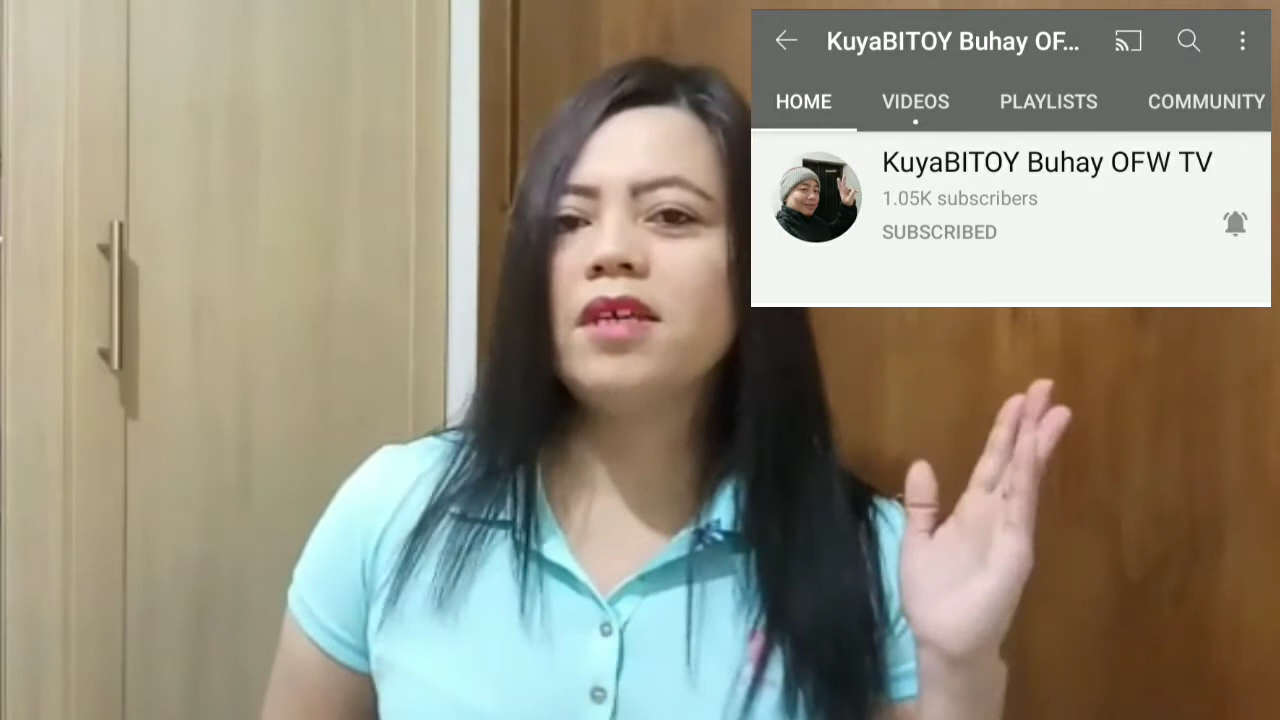 KuyaBITOY Buhay OF...
HOME VIDEOS PLAYLISTS COMMUNITY
KuyaBITOY Buhay OFW TV
1.05K subscribers
SUBSCRIBED